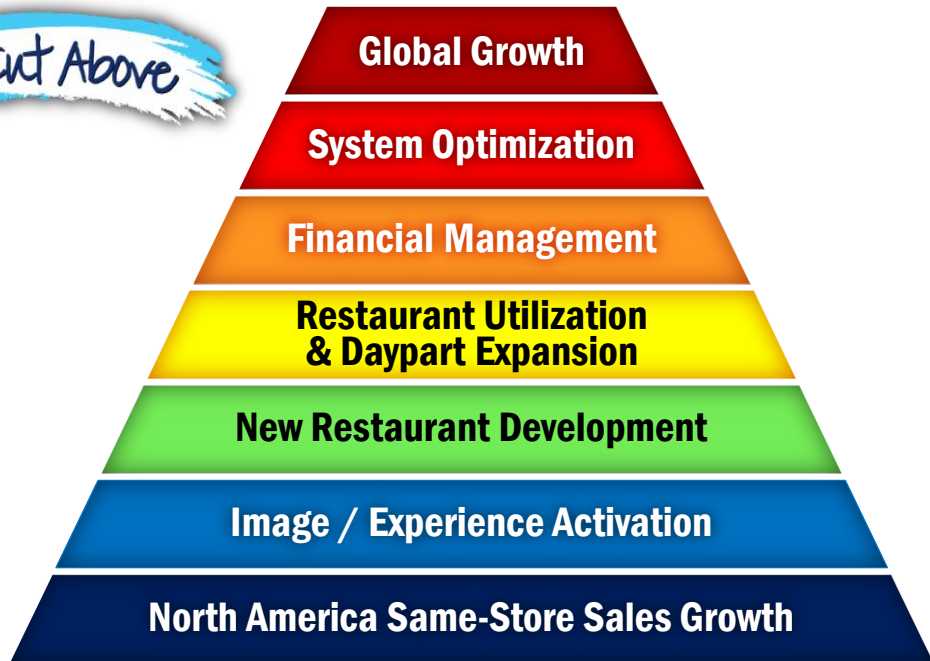 Cut Above
Global Growth
System Optimization
Financial Management
Restaurant Utilization
& Daypart Expansion
New Restaurant Development
Image / Experience Activation
North America Same-Store Sales Growth